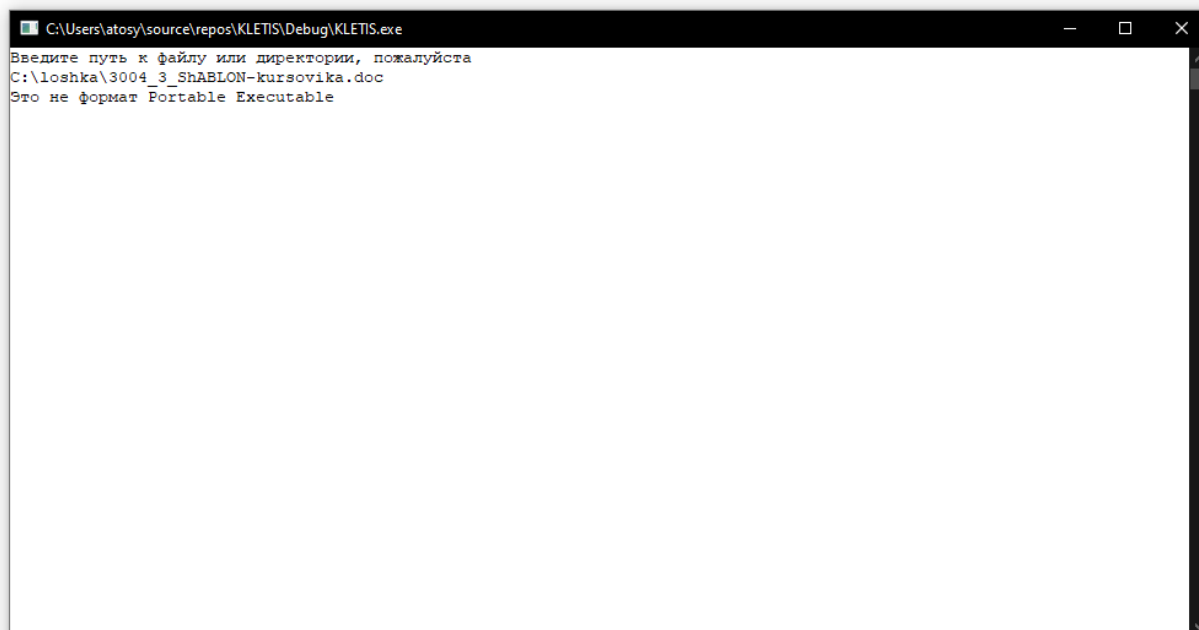 C:\Users\atosy\source\repos\KLETIS\Debug\KLETIS.exe
Введите путь к файлу или директории, пожалуйста
C:\loshka\3004_3_ShABLON-kursovika.doc
Это не формат Portable Executable